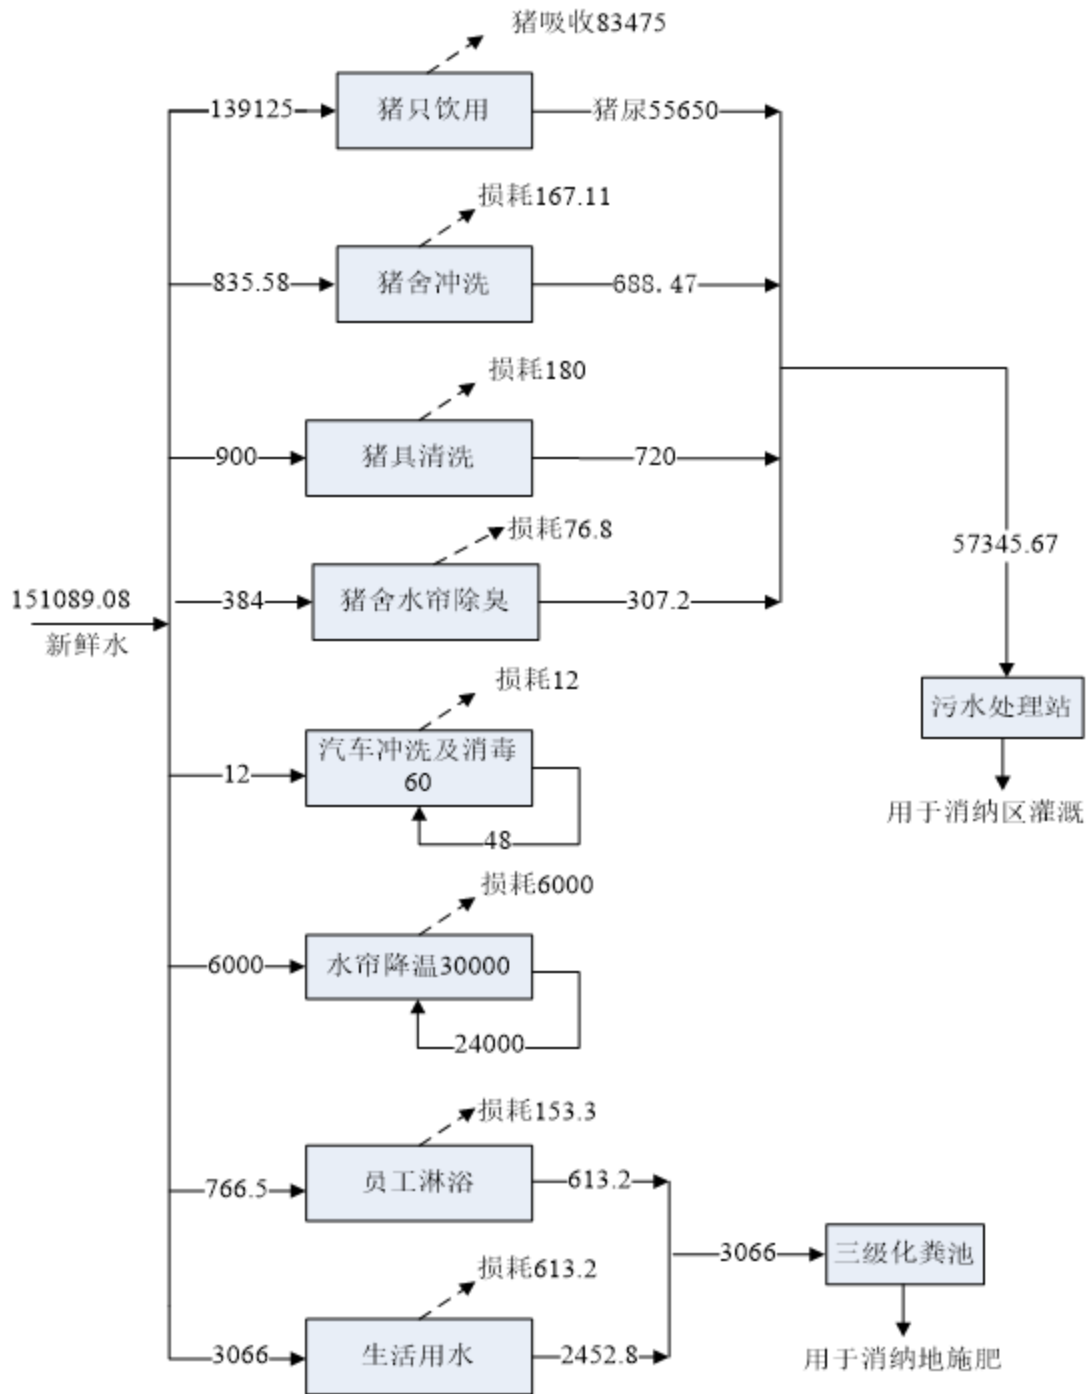 猪吸收83475
139125
猪只饮用
猪尿55650
损耗167.11
835.58
猪舍冲洗
688.47
损耗180
900
猪具清洗
720
损耗76.8
384
猪舍水帘除臭
307.2
57345.67
151089.08
新鲜水
损耗12
12
汽车冲洗及消毒
60
48
污水处理站
用于消纳区灌溉
损耗6000
6000
水帘降温30000
24000
损耗153.3
766.5
员工淋浴
613.2
3066
三级化粪池
损耗613.2
3066
生活用水
2452.8
用于消纳地施肥